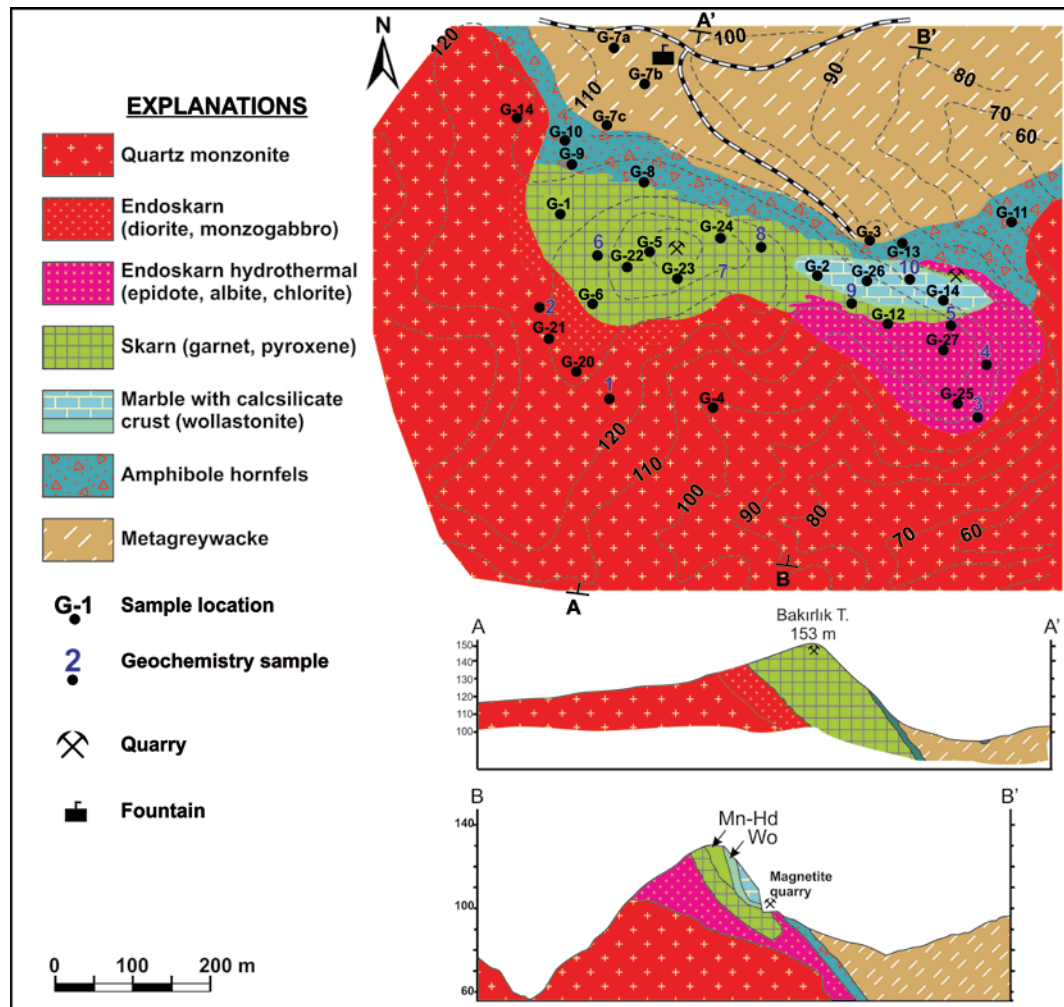 EXPLANATIONS
Quartz monzonite
Endoskarn
(diorite, monzogabbro)
Endoskarn hydrothermal
(epidote, albite, chlorite)
Skarn (garnet, pyroxene)
Marble with calcsilicate
crust (wollastonite)
Amphibole hornfels
Metagreywacke
G-1 Sample location
2 Geochemistry sample
Quarry
Fountain
0 100 200 m
N
A'
B'
120
G-7a
100
90
80
G-7b
110
70
60
G-14
G-7c
G-10
G-9
G-8
G-11
G-1
G-24
8
G-3
G-13
6
G-5
G-22
7
G-23
G-2
G-26
10
G-6
9
G-14
2
G-12
5
G-21
G-27
4
G-20
1
G-4
G-25
3
120
110
100
90
80
70
60
A
B
A
Bakırlık T.
153 m
A'
150
140
130
120
110
100
B
B'
140
Mn-Hd
Wo
Magnetite
quarry
100
80
60